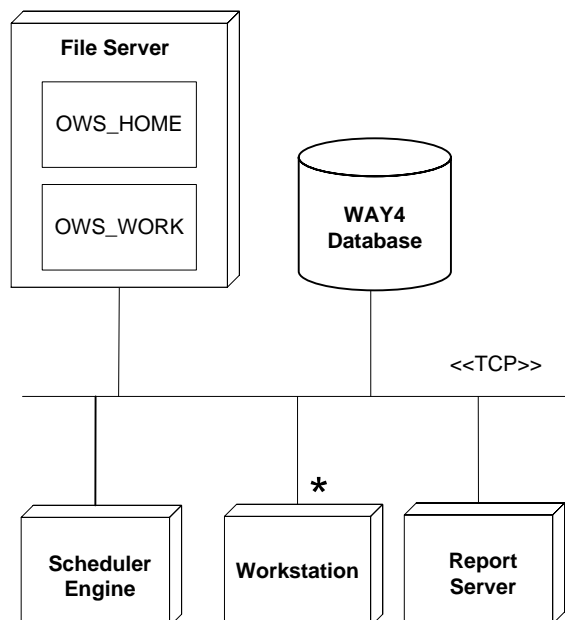 File Server
OWS_HOME
OWS_WORK
WAY4
Database
<<TCP>>
*
Scheduler
Engine
Workstation
Report
Server